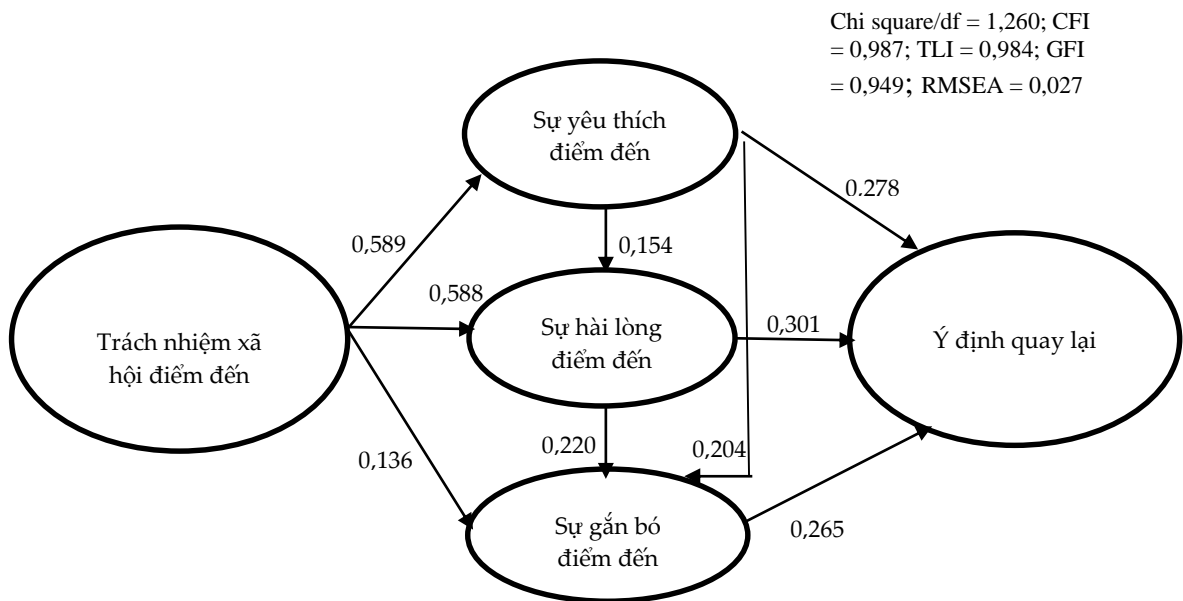 Chi square/df = 1,260; CFI
= 0,987; TLI = 0,984; GFI
= 0,949; RMSEA = 0,027
Sự yêu thích
điểm đến
0.278
0,589
0,154
0,588
Trách nhiệm xã
hội điểm đến
Sự hài lòng
điểm đến
0,301
Ý định quay lại
0,220
0,204
0,136
Sự gắn bó
điểm đến
0,265